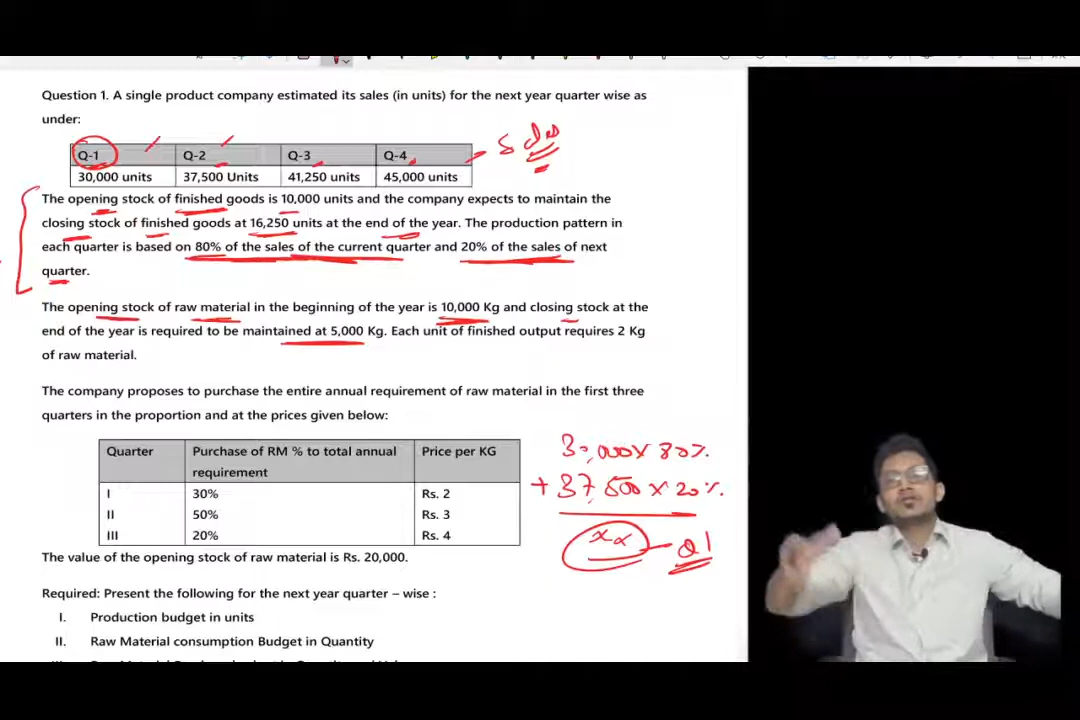 Question 1. A single product company estimated its sales (in units) for the next year quarter wise as
under:
Q-1 Q-2 Q-3 Q-4
30,000 units 37,500 Units 41,250 units 45,000 units
Sales
The opening stock of finished goods is 10,000 units and the company expects to maintain the
closing stock of finished goods at 16,250 units at the end of the year. The production pattern in
each quarter is based on 80% of the sales of the current quarter and 20% of the sales of next
quarter.
The opening stock of raw material in the beginning of the year is 10,000 Kg and closing stock at the
end of the year is required to be maintained at 5,000 Kg. Each unit of finished output requires 2 Kg
of raw material.
The company proposes to purchase the entire annual requirement of raw material in the first three
quarters in the proportion and at the prices given below:
Quarter Purchase of RM % to total annual Price per KG
requirement
I 30% Rs. 2
II 50% Rs. 3
III 20% Rs. 4
30,000 x 80%
+ 37,500 x 20%
xx Q1
The value of the opening stock of raw material is Rs. 20,000.
Required: Present the following for the next year quarter – wise :
I. Production budget in units
II. Raw Material consumption Budget in Quantity